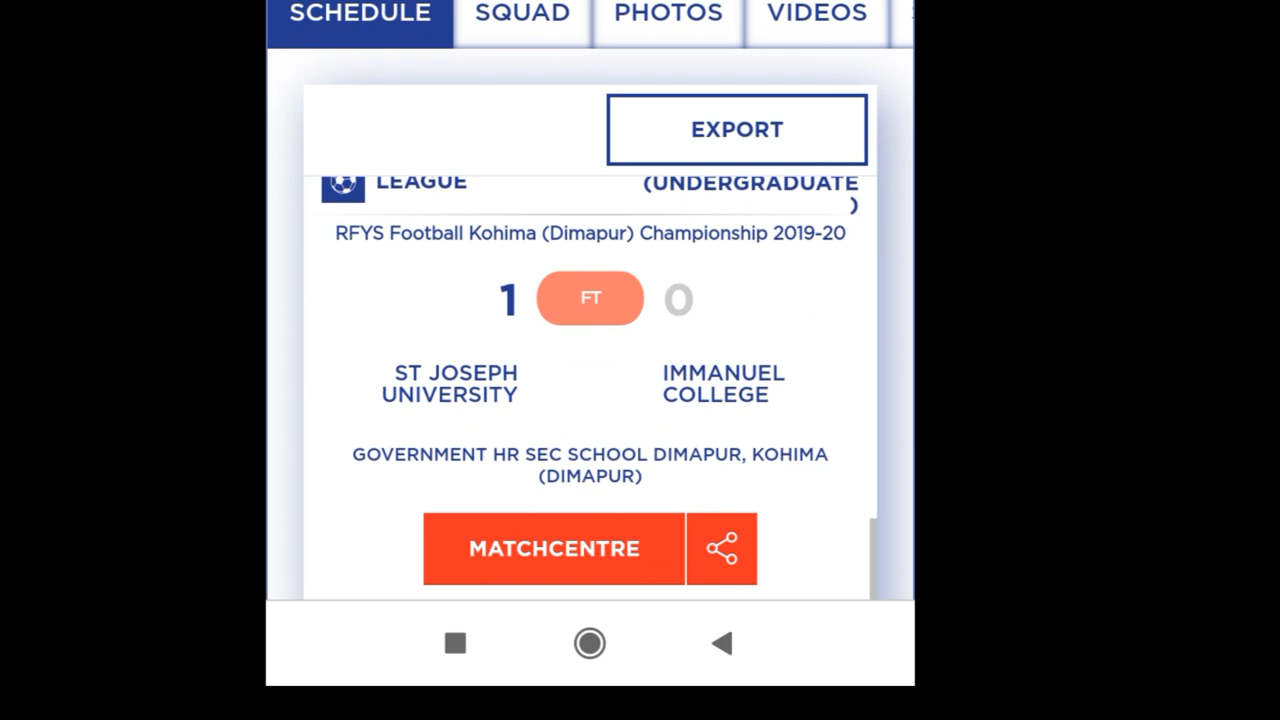 SCHEDULE SQUAD PHOTOS VIDEOS
EXPORT
LEAGUE (UNDERGRADUATE
)
RFYS Football Kohima (Dimapur) Championship 2019-20
1 FT 0
ST JOSEPH
UNIVERSITY
IMMANUEL
COLLEGE
GOVERNMENT HR SEC SCHOOL DIMAPUR, KOHIMA
(DIMAPUR)
MATCHCENTRE